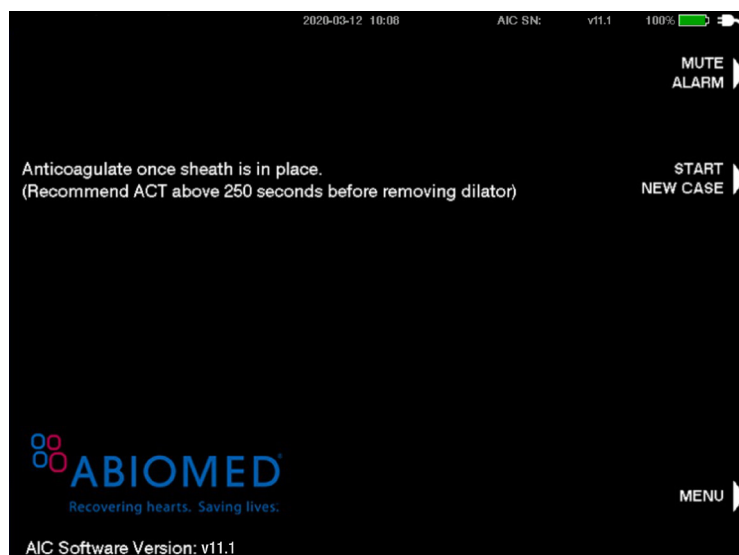 2020-03-12 10:08 AIC SN: v11.1 100%
MUTE
ALARM
Anticoagulate once sheath is in place.
(Recommend ACT above 250 seconds before removing dilator)
START
NEW CASE
ABIOMED
Recovering hearts. Saving lives.
MENU
AIC Software Version: v11.1